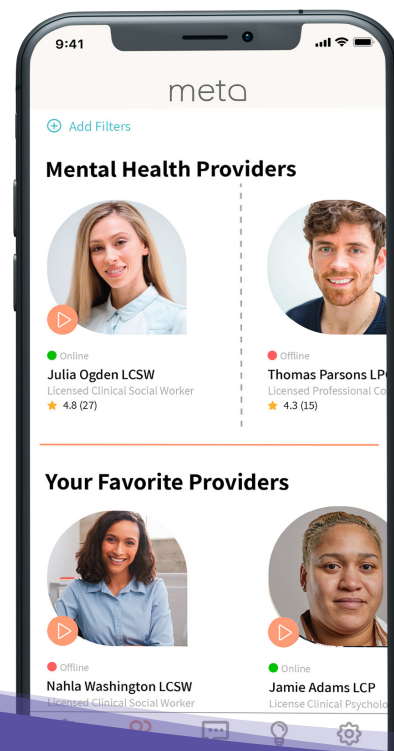 9:41
meta
Add Filters
Mental Health Providers
Online
Julia Ogden LCSW
Licensed Clinical Social Worker
4.8 (27)
Offline
Thomas Parsons LP
Licensed Professional Co
4.3 (15)
Your Favorite Providers
Offline
Nahla Washington LCSW
Licensed Clinical Social Worker
Online
Jamie Adams LCP
License Clinical Psycholo